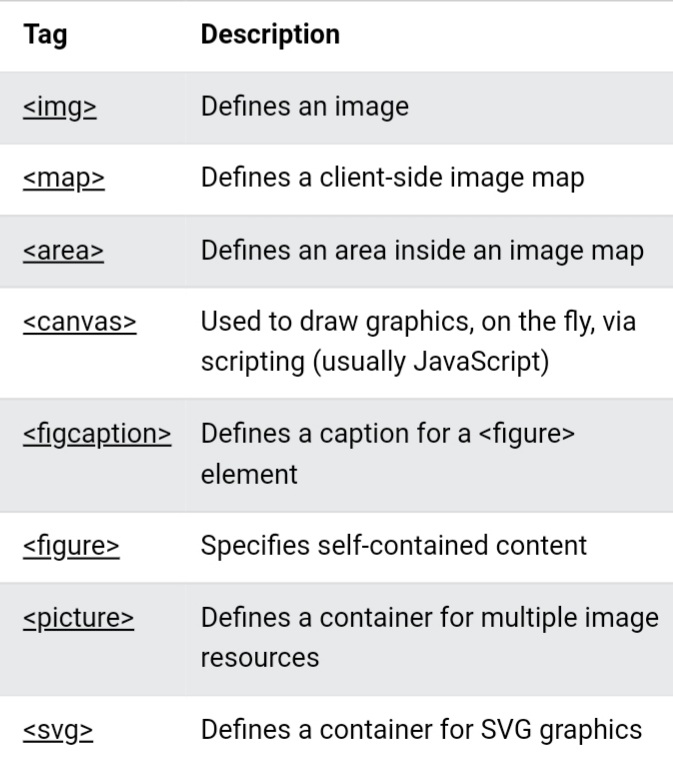 Tag Description
<img> Defines an image
<map> Defines a client-side image map
<area> Defines an area inside an image map
<canvas> Used to draw graphics, on the fly, via
scripting (usually JavaScript)
<figcaption> Defines a caption for a <figure>
element
<figure> Specifies self-contained content
<picture> Defines a container for multiple image
resources
<svg> Defines a container for SVG graphics